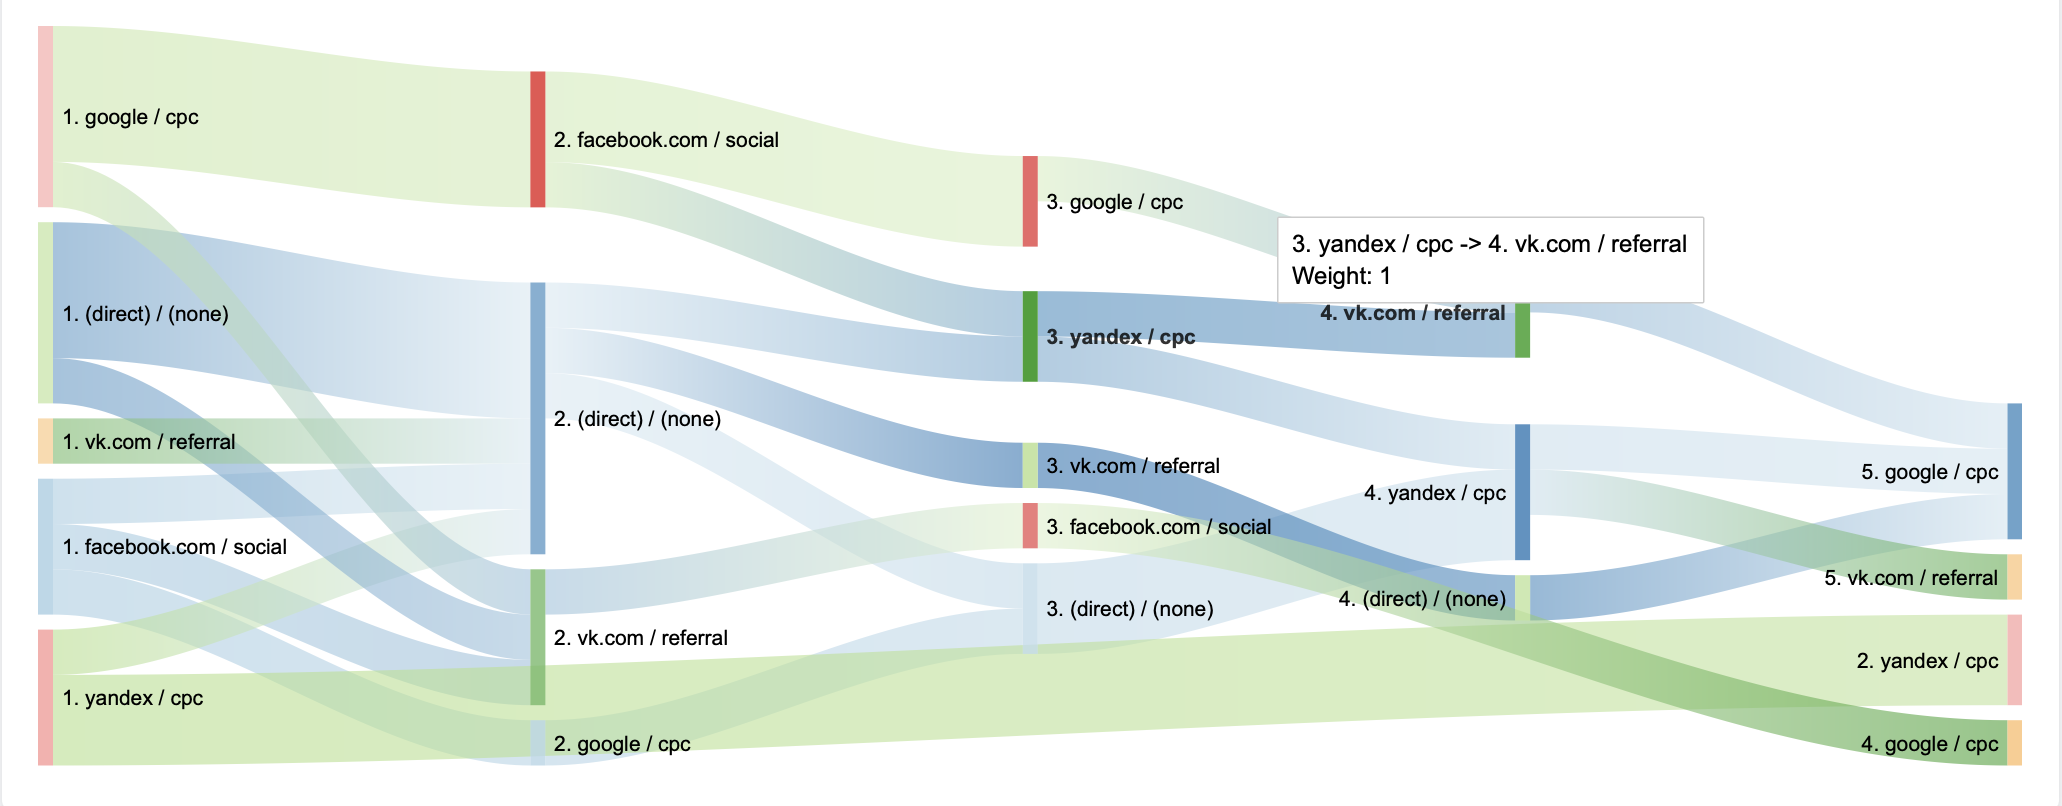 1. google / cpc
1. (direct) / (none)
1. vk.com / referral
1. facebook.com / social
1. yandex / cpc
2. facebook.com / social
2. (direct) / (none)
2. vk.com / referral
2. google / cpc
3. google / cpc
3. yandex / cpc
3. vk.com / referral
3. facebook.com / social
3. (direct) / (none)
3. yandex / cpc -> 4. vk.com / referral
Weight: 1
4. vk.com / referral
4. yandex / cpc
4. (direct) / (none)
5. google / cpc
5. vk.com / referral
2. yandex / cpc
4. google / cpc